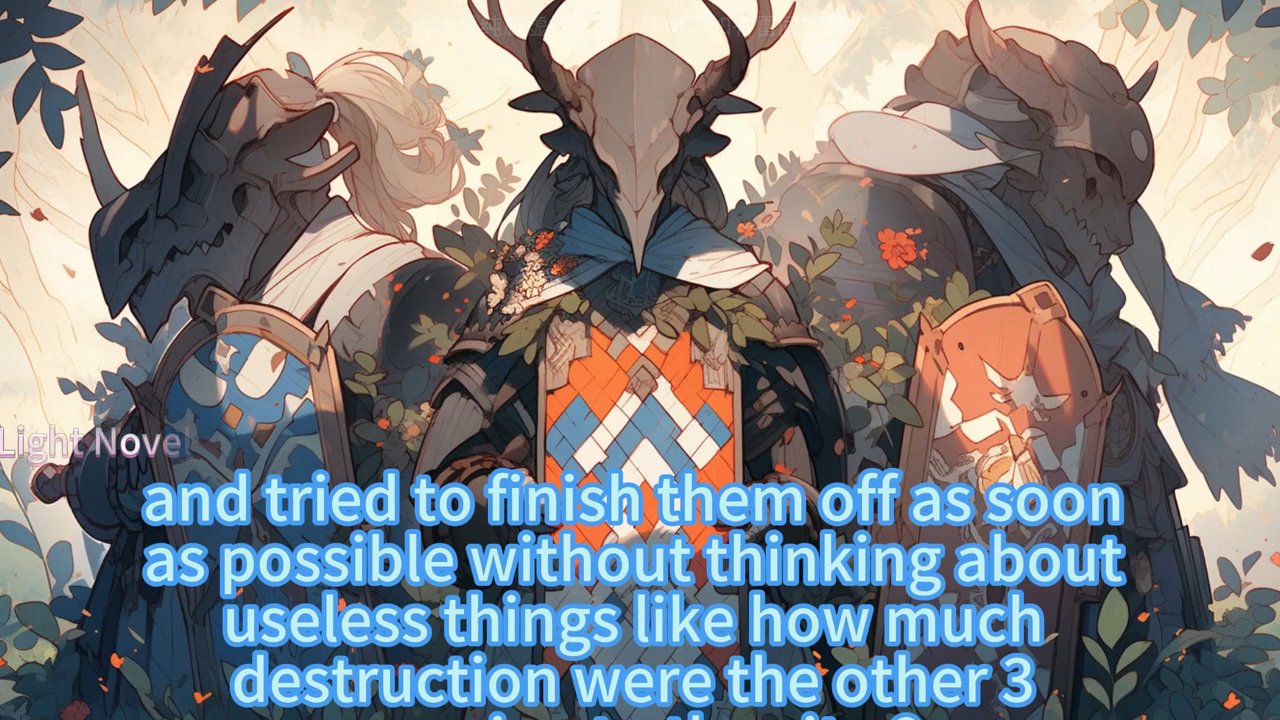 Light Novel
and tried to finish them off as soon
as possible without thinking about
useless things like how much
destruction were the other 3